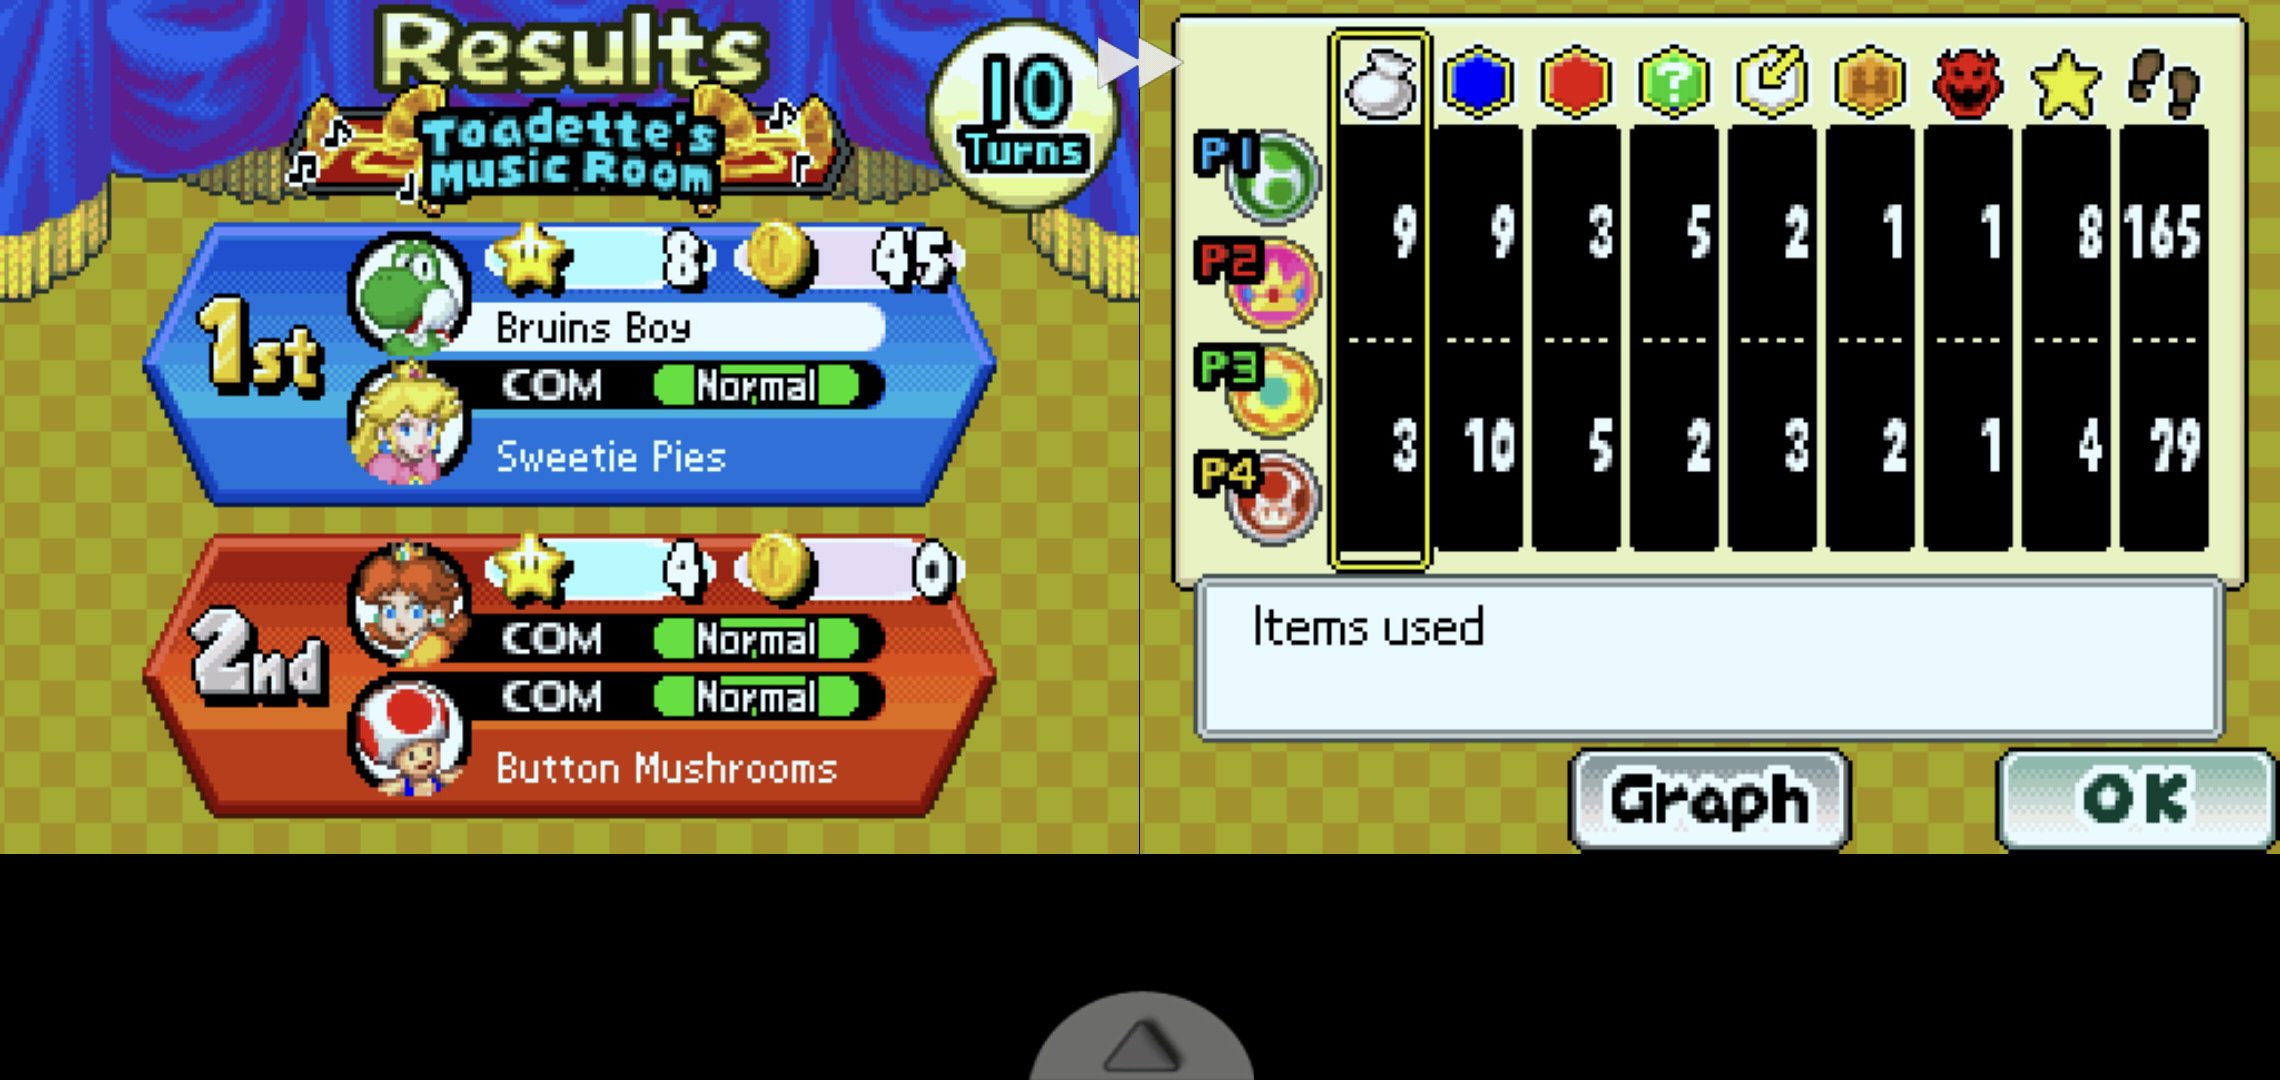 Results
Toadette's
Music Room
10
Turns
1st
8
45
Bruins Boy
COM Normal
Sweetie Pies
2nd
4
0
COM Normal
COM Normal
Button Mushrooms
?
P1
P2
9 9 3 5 2 1 1 8 165
P3
P4
3 10 5 2 3 2 1 4 79
Items used
Graph
OK